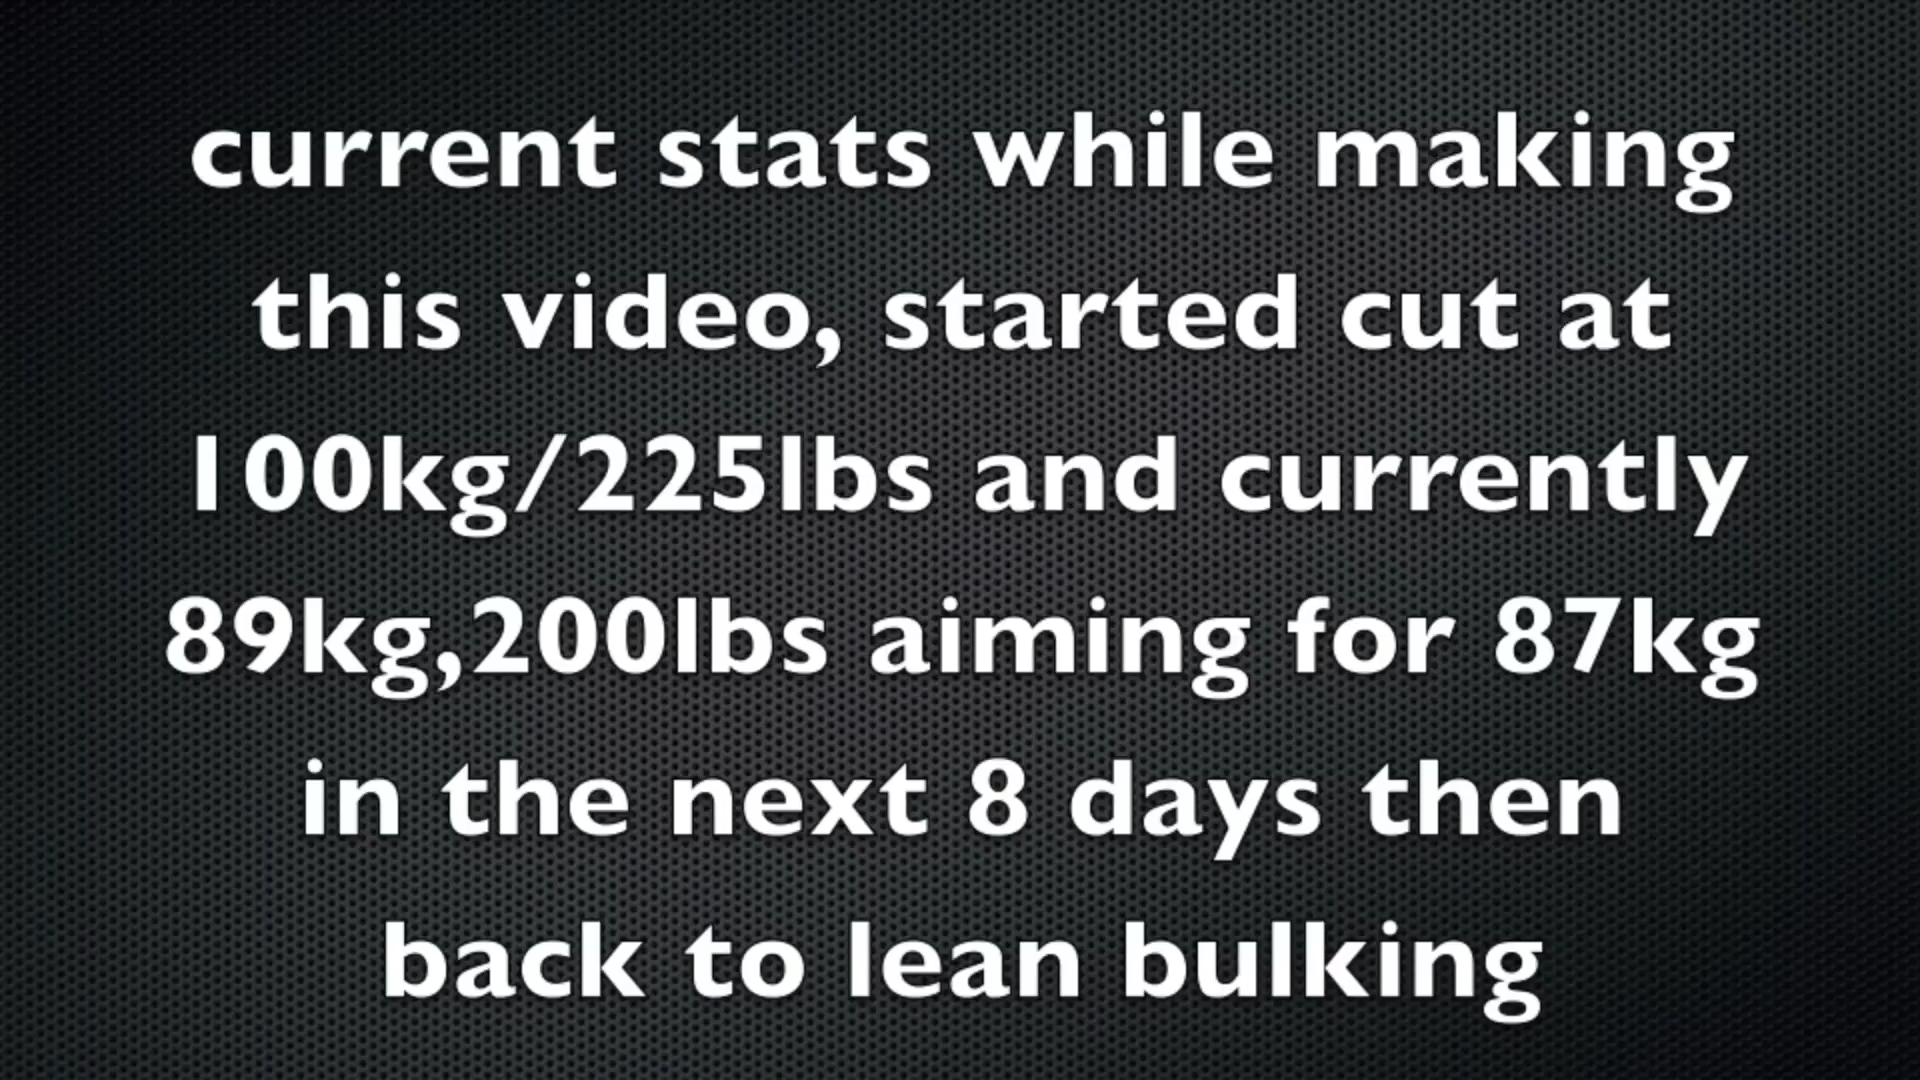 current stats while making
this video, started cut at
100kg/225lbs and currently
89kg,200lbs aiming for 87kg
in the next 8 days then
back to lean bulking